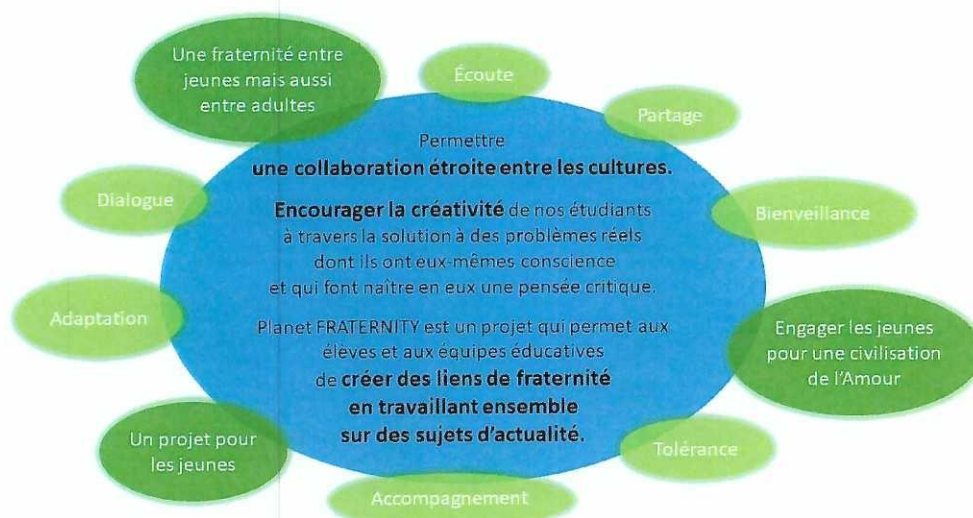 Une fraternité entre
jeunes mais aussi
entre adultes
Écoute
Partage
Permettre
une collaboration étroite entre les cultures.
Dialogue
Encourager la créativité de nos étudiants
à travers la solution à des problèmes réels
dont ils ont eux-mêmes conscience
et qui font naître en eux une pensée critique.
Bienveillance
Adaptation
Planet FRATERNITY est un projet qui permet aux
élèves et aux équipes éducatives
de créer des liens de fraternité
en travaillant ensemble
sur des sujets d'actualité.
Engager les jeunes
pour une civilisation
de l'Amour
Un projet pour
les jeunes
Tolérance
Accompagnement